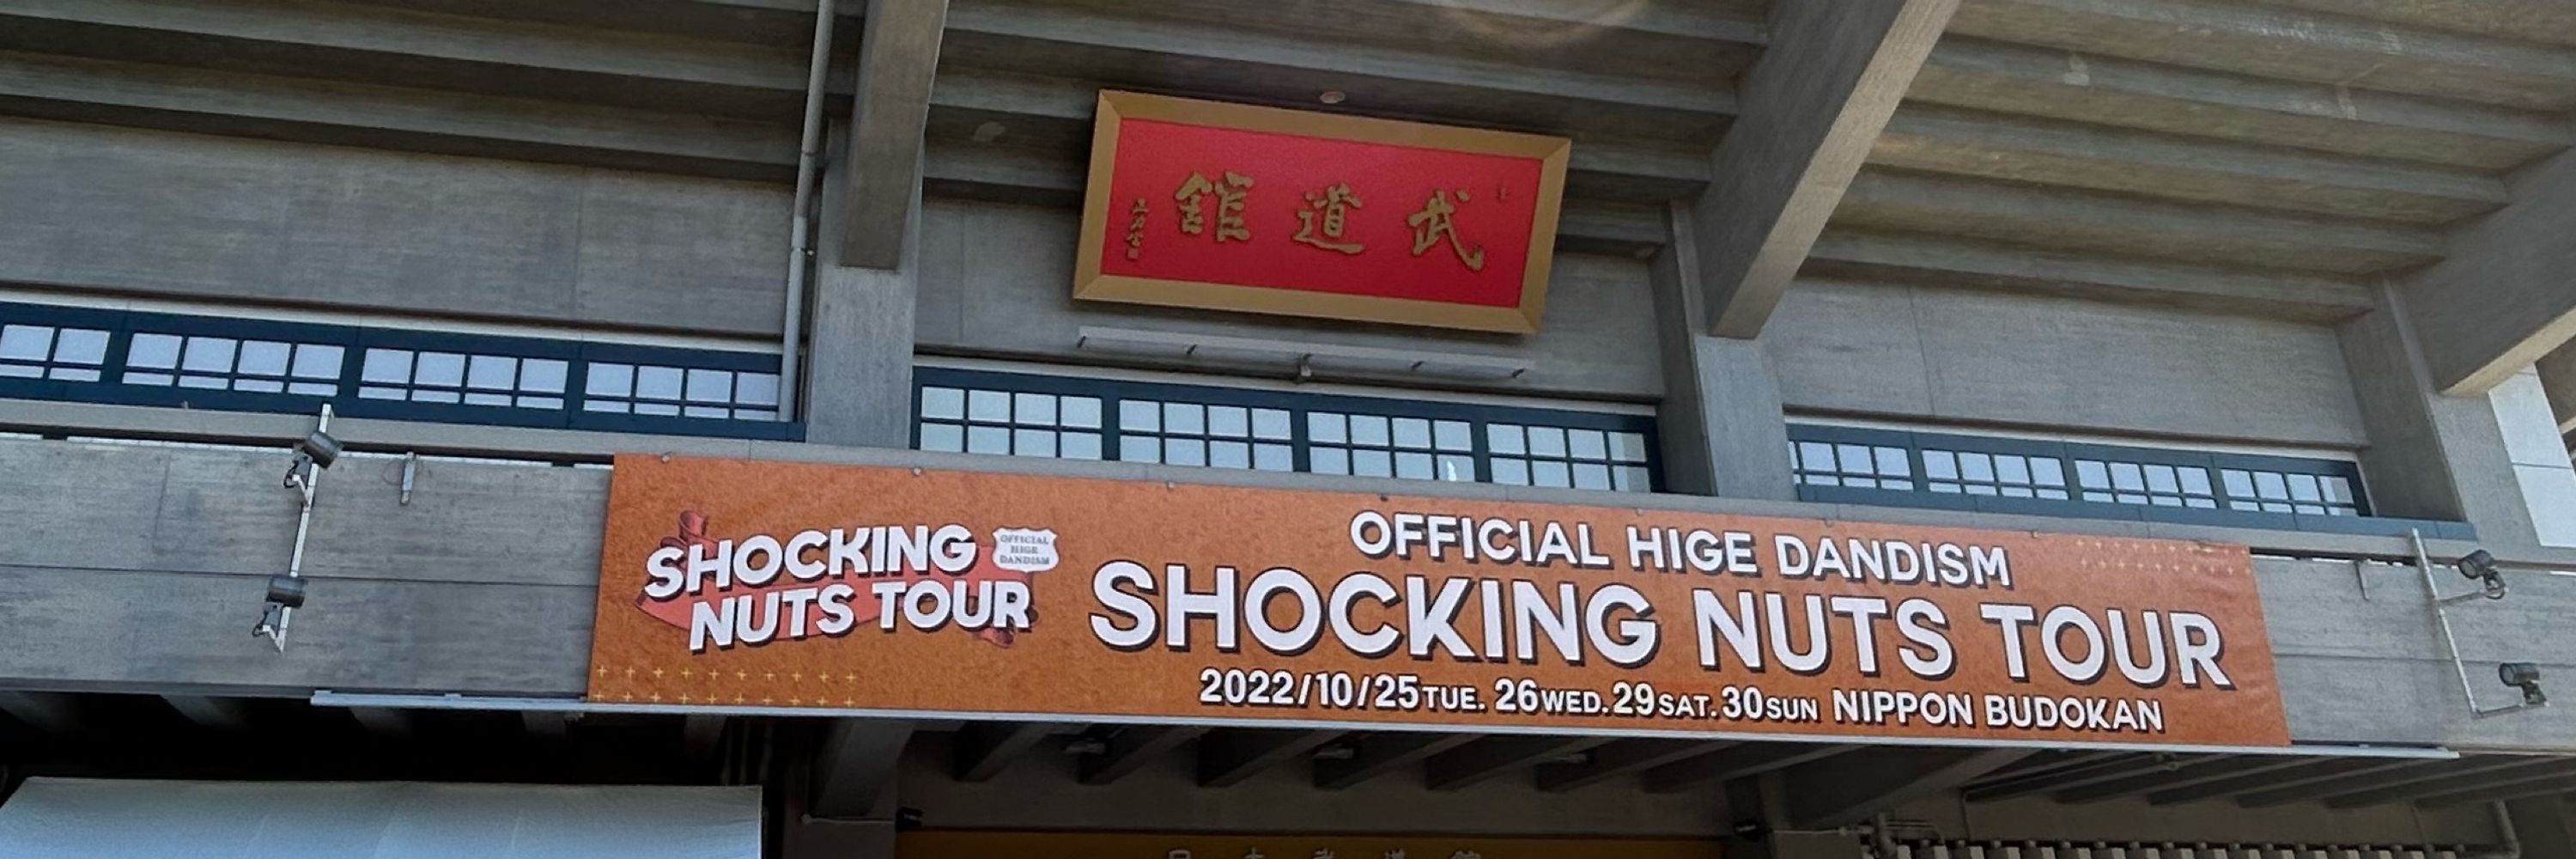 武道館
SHOCKING
NUTS TOUR
OFFICIAL
HIGE
DANDISM
OFFICIAL HIGE DANDISM
SHOCKING NUTS TOUR
2022/10/25TUE. 26WED.29SAT.30SUN NIPPON BUDOKAN